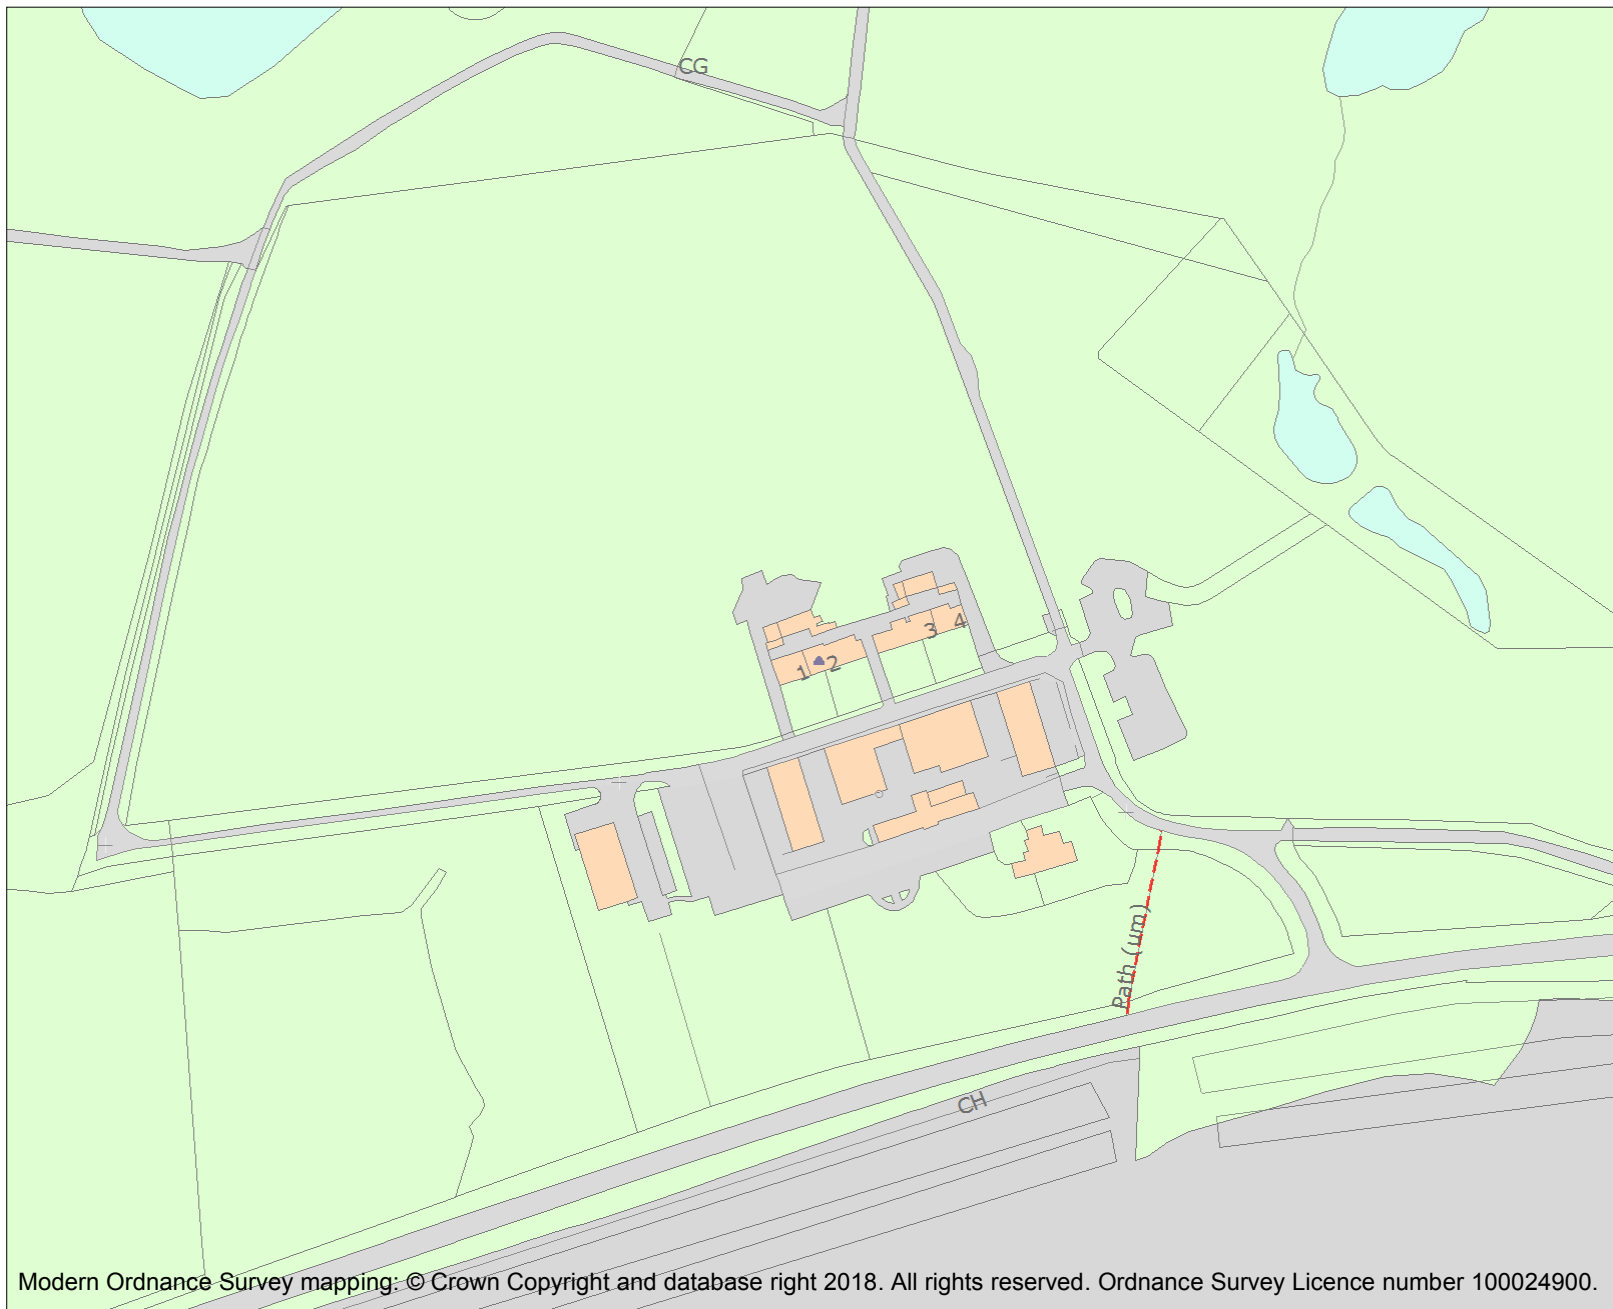 CG
3 4
1 2
Path (um)
CH
Modern Ordnance Survey mapping: © Crown Copyright and database right 2018. All rights reserved. Ordnance Survey Licence number 100024900.